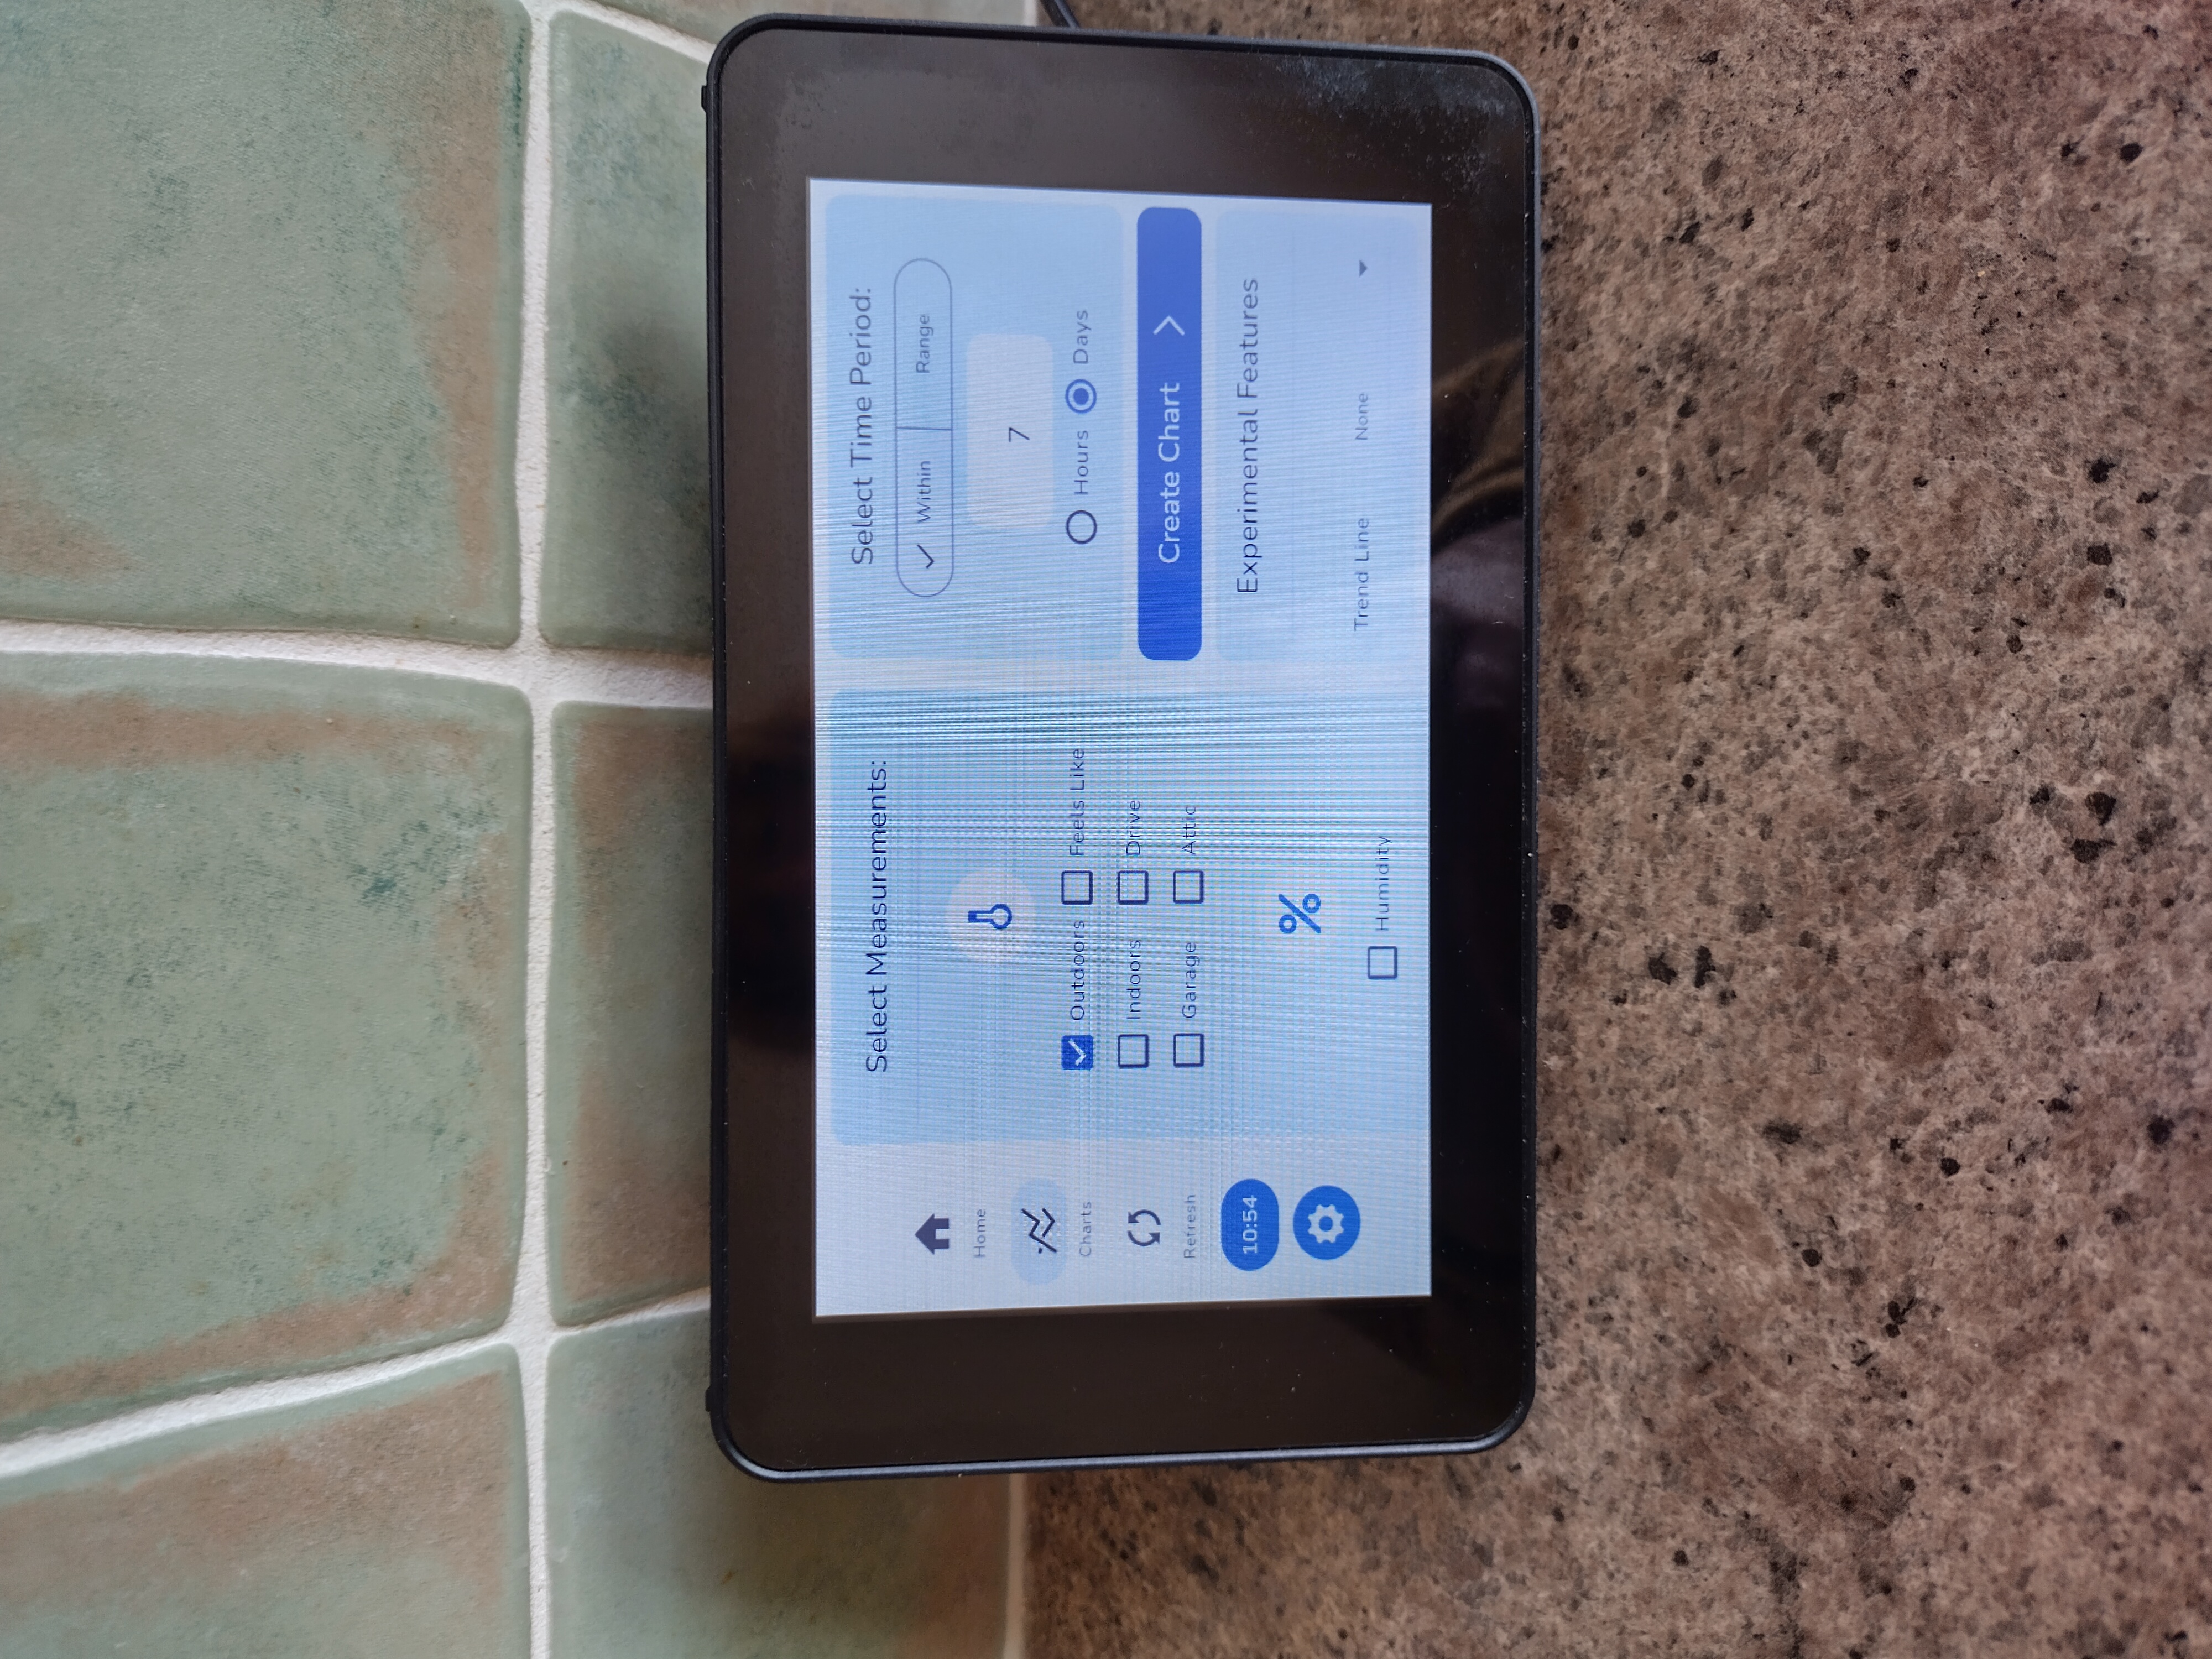 Home
Charts
Refresh
10:54
Select Measurements:
Outdoors Feels Like
Indoors Drive
Garage Attic
%
Humidity
Select Time Period:
Within Range
7
Hours Days
Create Chart
Experimental Features
Trend Line None